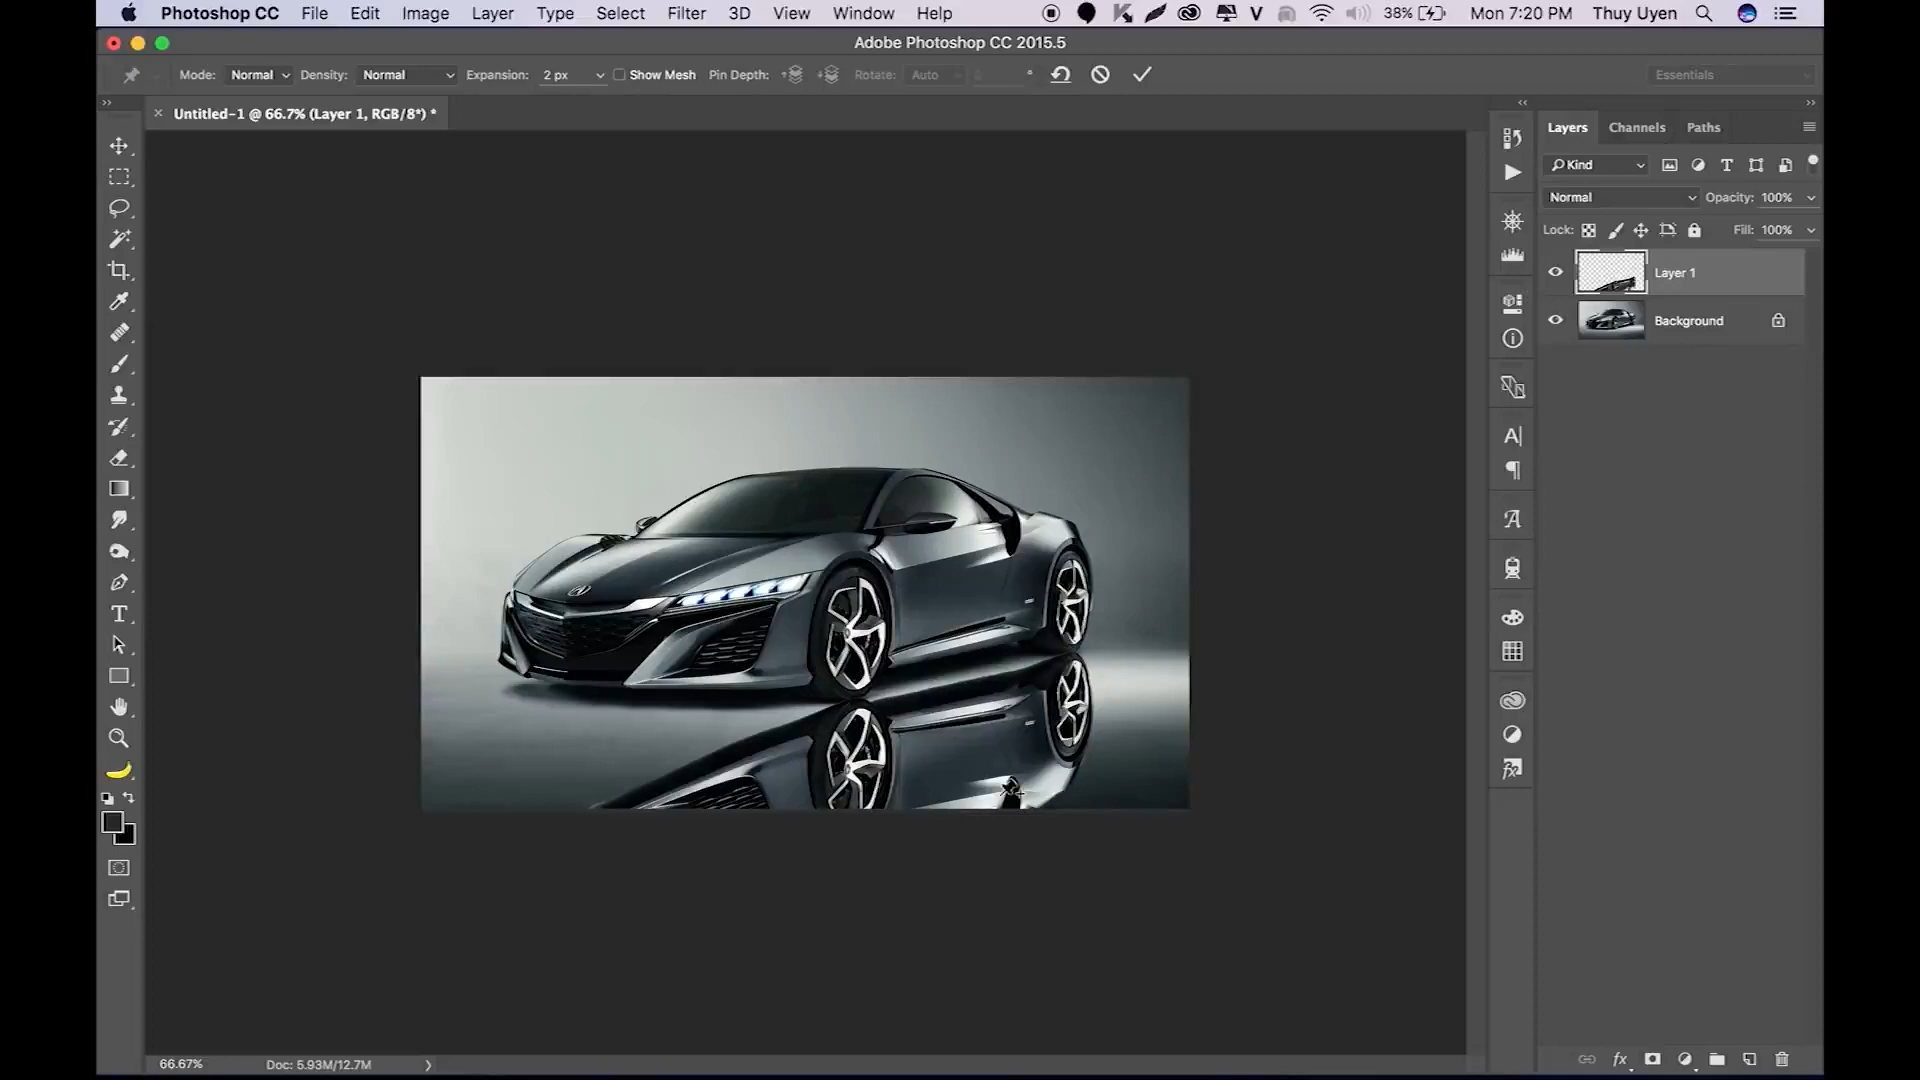 Photoshop CC File Edit Image Layer Type Select Filter 3D View Window Help 38% Mon 7:20 PM Thuy Uyen
Adobe Photoshop CC 2015.5
Mode: Normal Density: Normal Expansion: 2 px Show Mesh Pin Depth: Rotate: Auto 0 ° Essentials
Untitled-1 @ 66.7% (Layer 1, RGB/8*) *
Layers Channels Paths
Kind
Normal Opacity: 100%
Lock: Fill: 100%
Layer 1
Background
66.67% Doc: 5.93M/12.7M